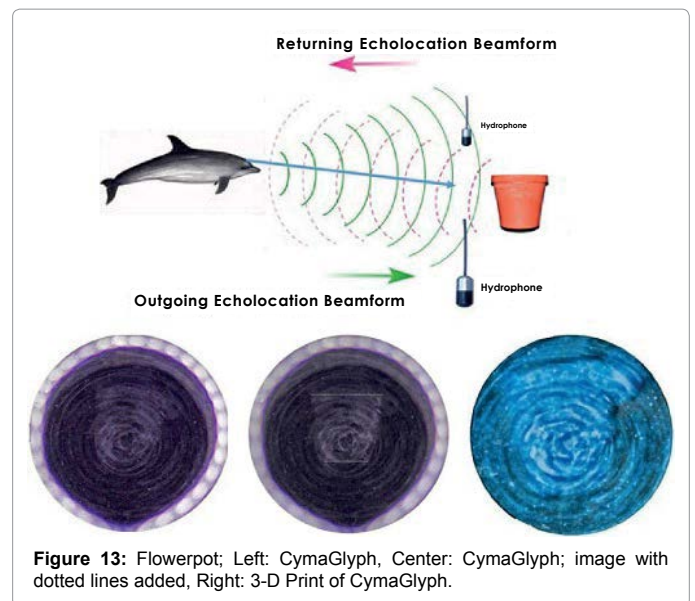 Returning Echolocation Beamform
Hydrophone
Hydrophone
Outgoing Echolocation Beamform
Figure 13: Flowerpot; Left: CymaGlyph, Center: CymaGlyph; image with
dotted lines added, Right: 3-D Print of CymaGlyph.